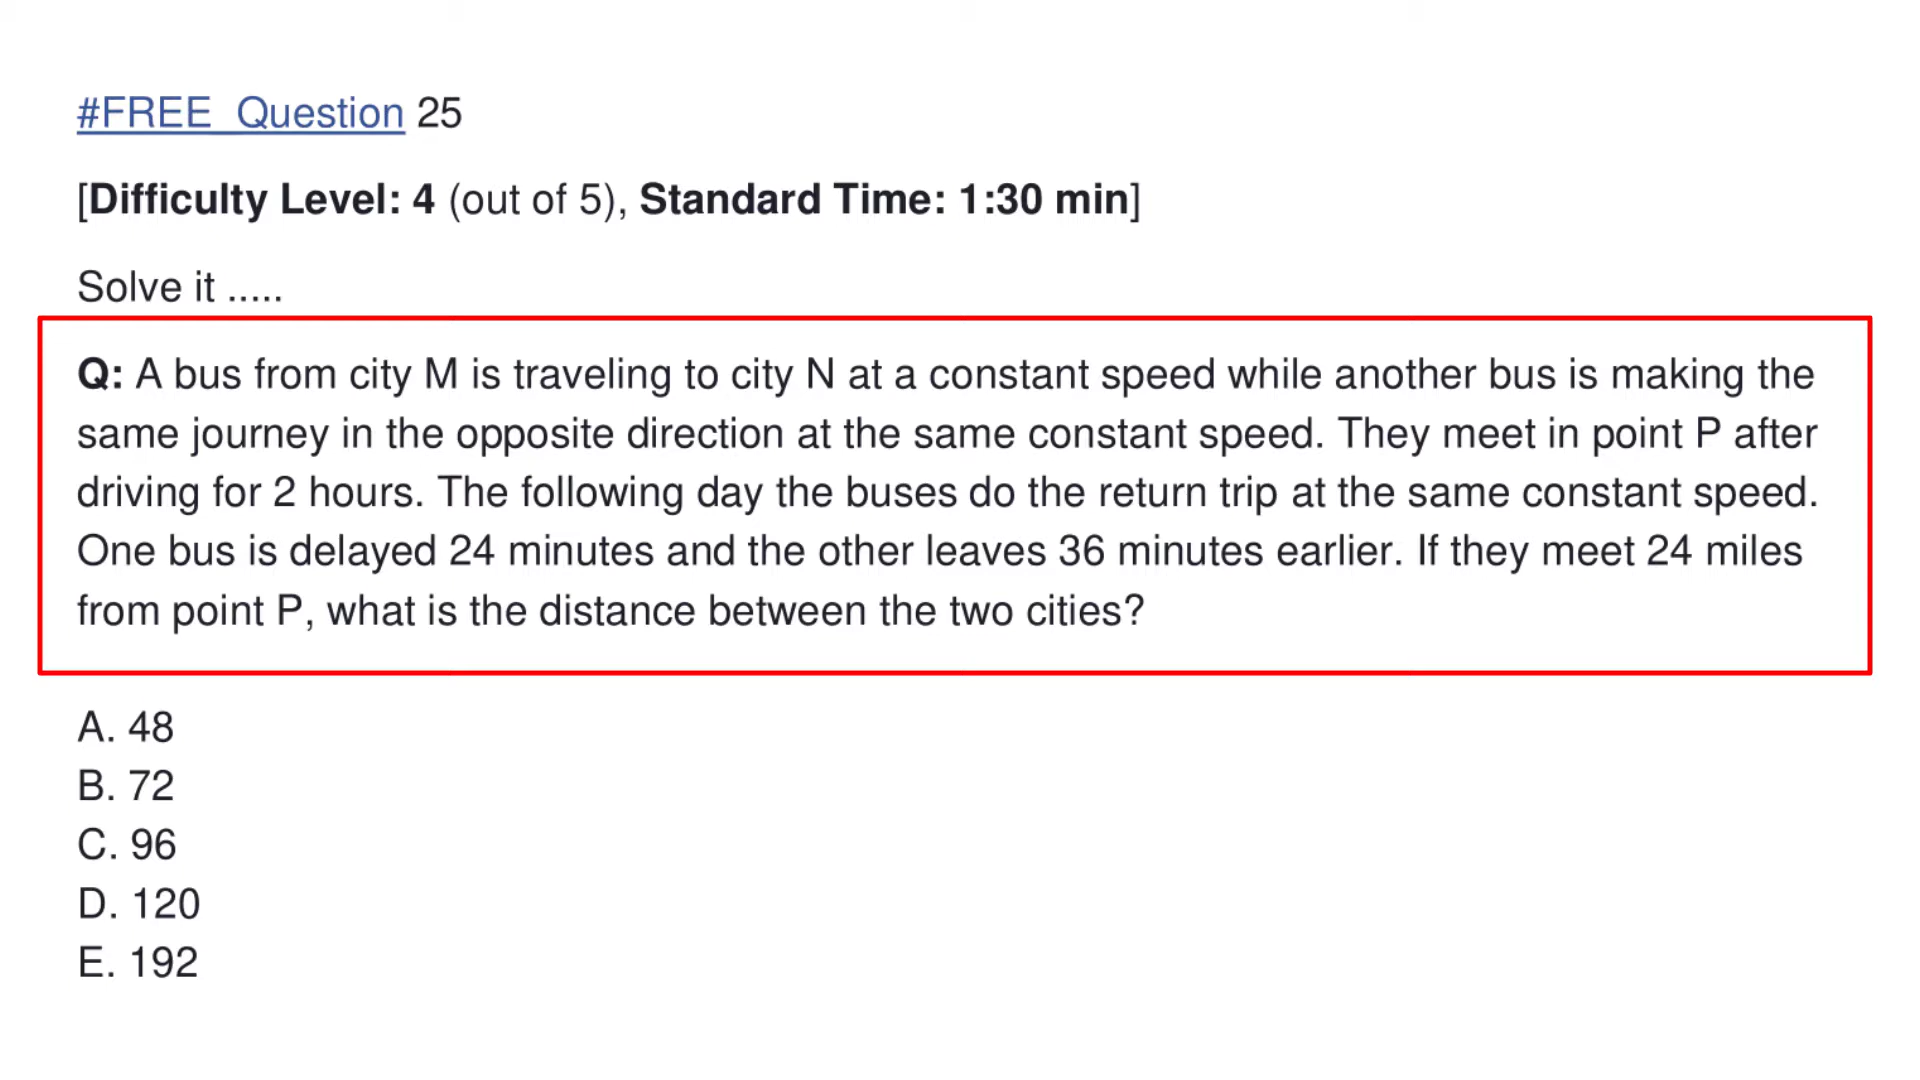 #FREE_Question 25
[Difficulty Level: 4 (out of 5), Standard Time: 1:30 min]
Solve it .....
Q: A bus from city M is traveling to city N at a constant speed while another bus is making the
same journey in the opposite direction at the same constant speed. They meet in point P after
driving for 2 hours. The following day the buses do the return trip at the same constant speed.
One bus is delayed 24 minutes and the other leaves 36 minutes earlier. If they meet 24 miles
from point P, what is the distance between the two cities?
A. 48
B. 72
C. 96
D. 120
E. 192